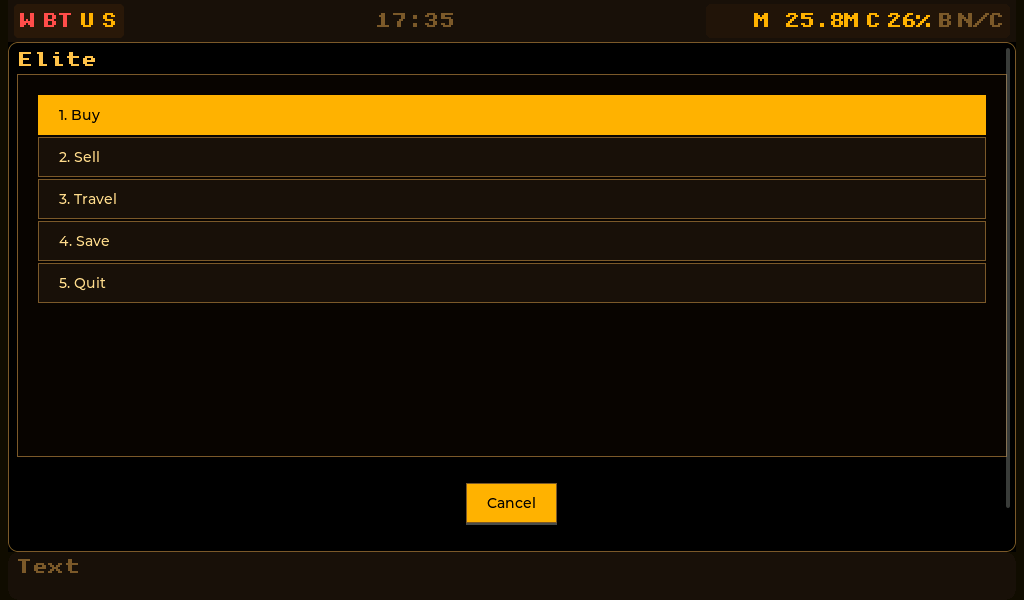 W BT U S 17:35 M 25.8M C 26% B N/C
Elite
1. Buy
2. Sell
3. Travel
4. Save
5. Quit
Cancel
Text